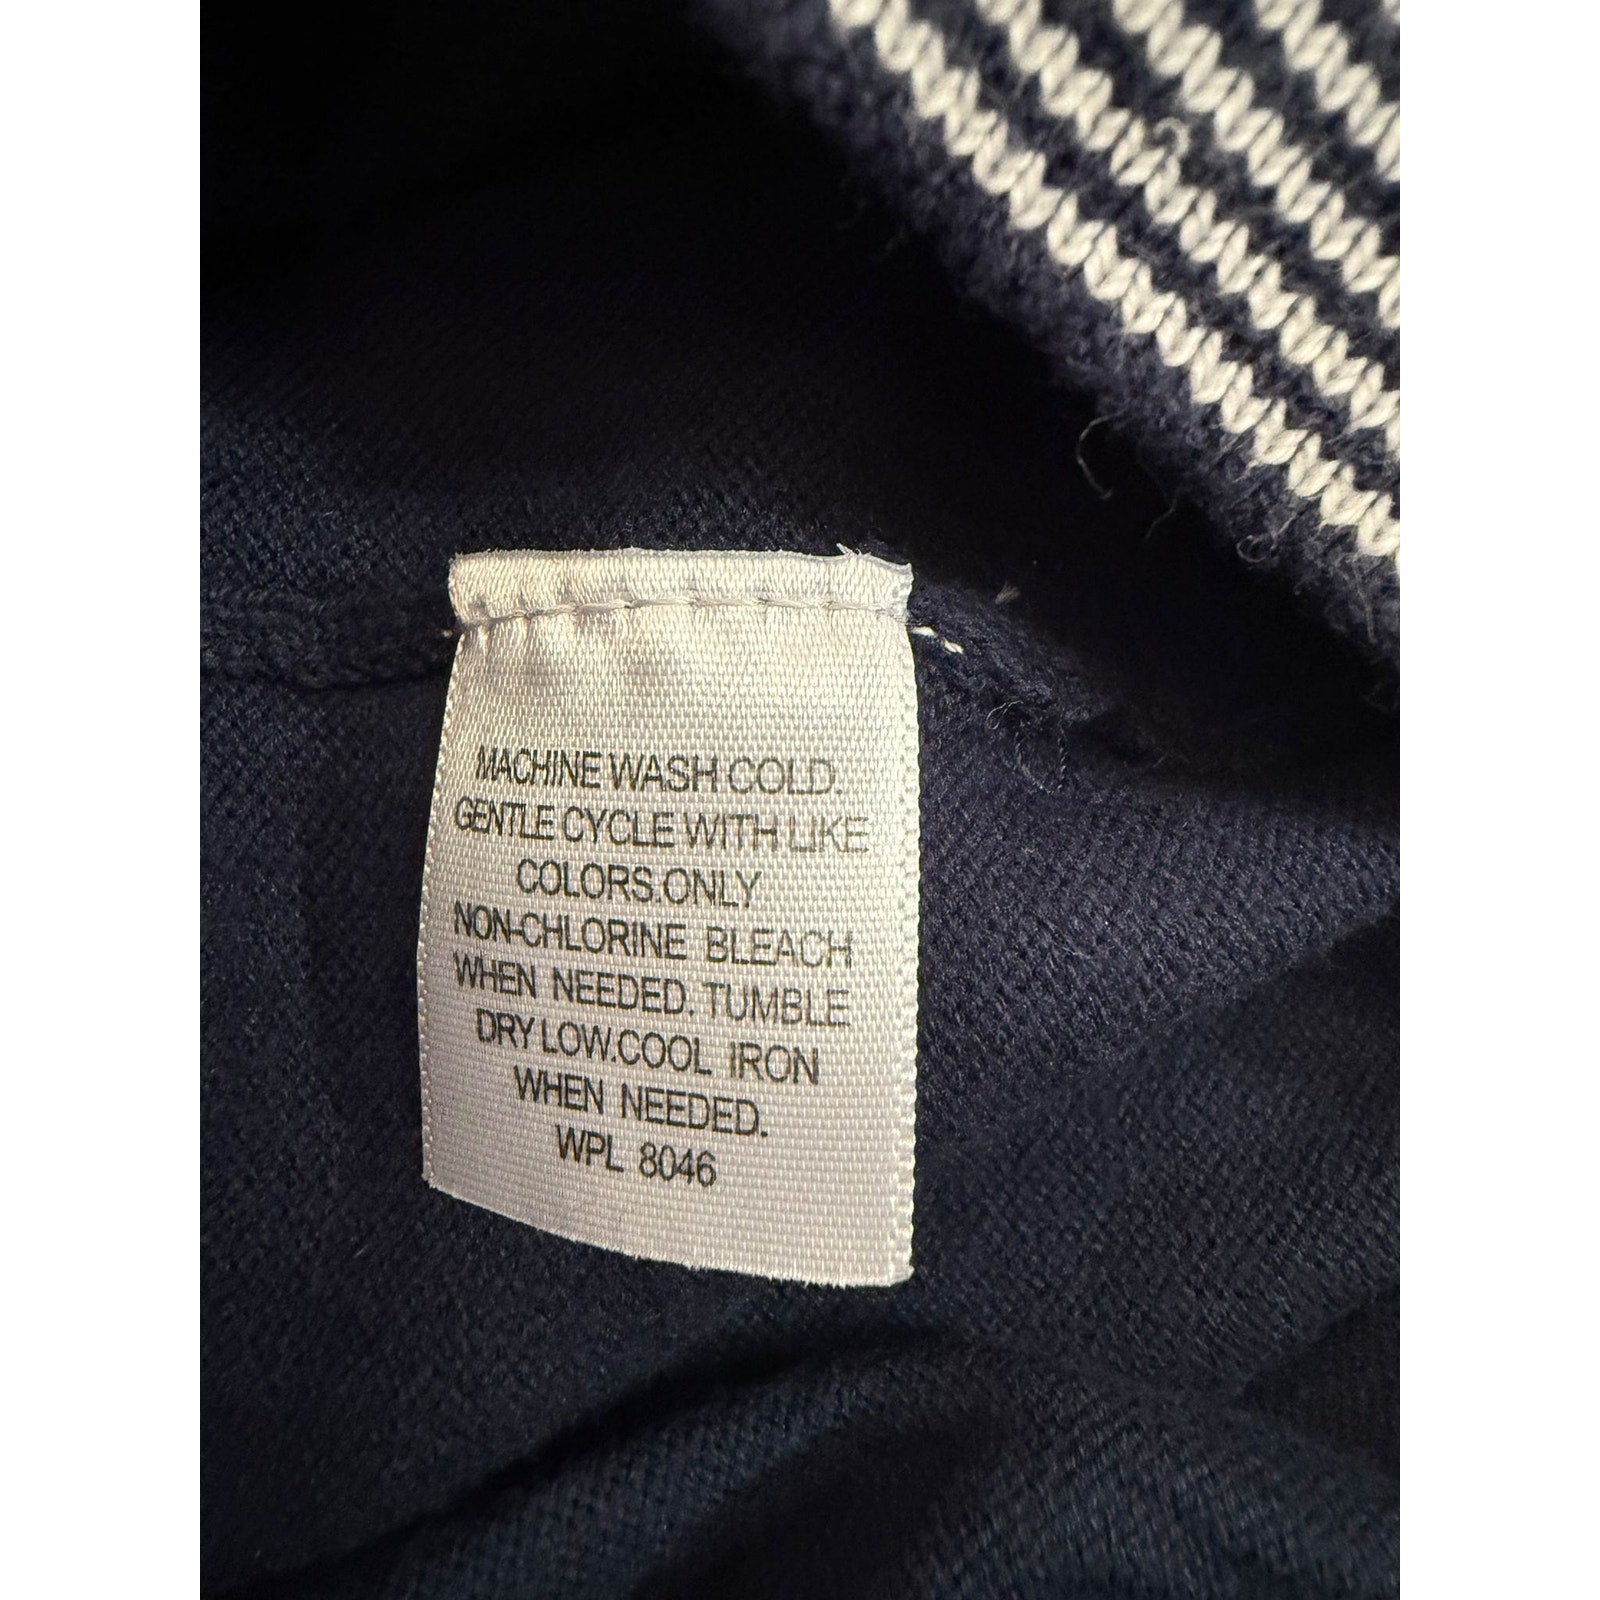 MACHINE WASH COLD.
GENTLE CYCLE WITH LIKE
COLORS.ONLY
NON-CHLORINE BLEACH
WHEN NEEDED. TUMBLE
DRY LOW.COOL IRON
WHEN NEEDED.
WPL 8046